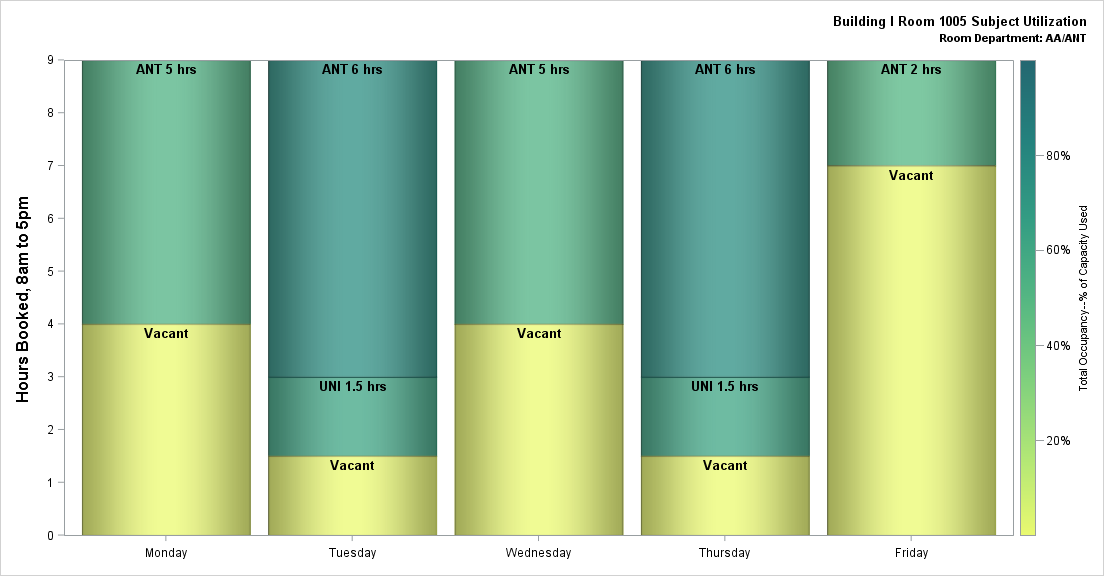 Building I Room 1005 Subject Utilization
Room Department: AA/ANT
Hours Booked, 8am to 5pm
9
8
7
6
5
4
3
2
1
0
ANT 5 hrs
Vacant
ANT 6 hrs
UNI 1.5 hrs
Vacant
ANT 5 hrs
Vacant
ANT 6 hrs
UNI 1.5 hrs
Vacant
ANT 2 hrs
Vacant
Monday
Tuesday
Wednesday
Thursday
Friday
80%
60%
40%
20%
Total Occupancy--% of Capacity Used